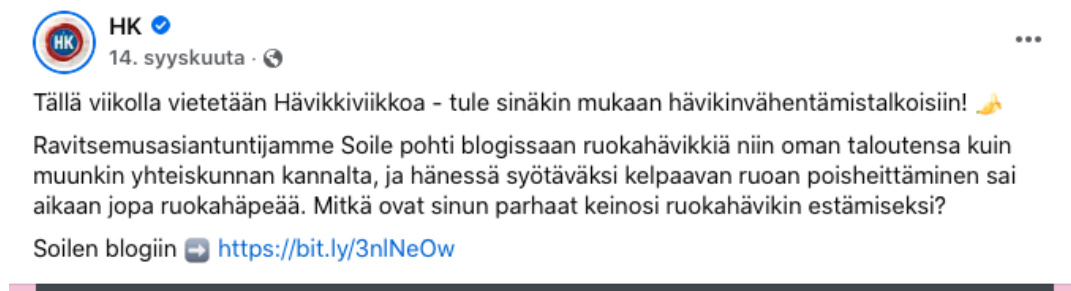 HK
HK
14. syyskuuta ·
Tällä viikolla vietetään Hävikkiviikkoa – tule sinäkin mukaan hävikinvähentämistalkoisiin! 🍌
Ravitsemusasiantuntijamme Soile pohti blogissaan ruokahävikkiä niin oman taloutensa kuin
muunkin yhteiskunnan kannalta, ja hänessä syötäväksi kelpaavan ruoan poisheittäminen sai
aikaan jopa ruokahäpeää. Mitkä ovat sinun parhaat keinosi ruokahävikin estämiseksi?
Soilen blogiin ➡️ https://bit.ly/3nlNeOw